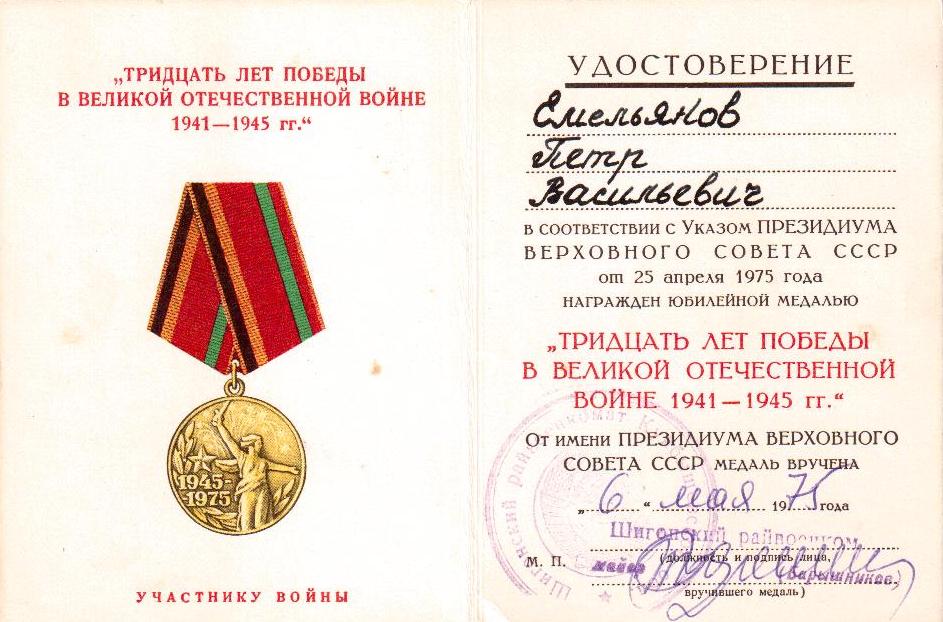 „ТРИДЦАТЬ ЛЕТ ПОБЕДЫ
В ВЕЛИКОЙ ОТЕЧЕСТВЕННОЙ ВОЙНЕ
1941—1945 гг.“
1945-
1975
УЧАСТНИКУ ВОЙНЫ
УДОСТОВЕРЕНИЕ
Емельянов
Петр
Васильевич
В СООТВЕТСТВИИ С УКАЗОМ ПРЕЗИДИУМА
ВЕРХОВНОГО СОВЕТА СССР
от 25 апреля 1975 года
НАГРАЖДЕН ЮБИЛЕЙНОЙ МЕДАЛЬЮ
„ТРИДЦАТЬ ЛЕТ ПОБЕДЫ
В ВЕЛИКОЙ ОТЕЧЕСТВЕННОЙ
ВОЙНЕ 1941—1945 гг.“
От имени ПРЕЗИДИУМА ВЕРХОВНОГО
СОВЕТА СССР МЕДАЛЬ ВРУЧЕНА
„6“ мая 1975 года
Шигонский райвоенком
М. П. (должность и подпись лица,
майор (Барышников)
вручившего медаль)